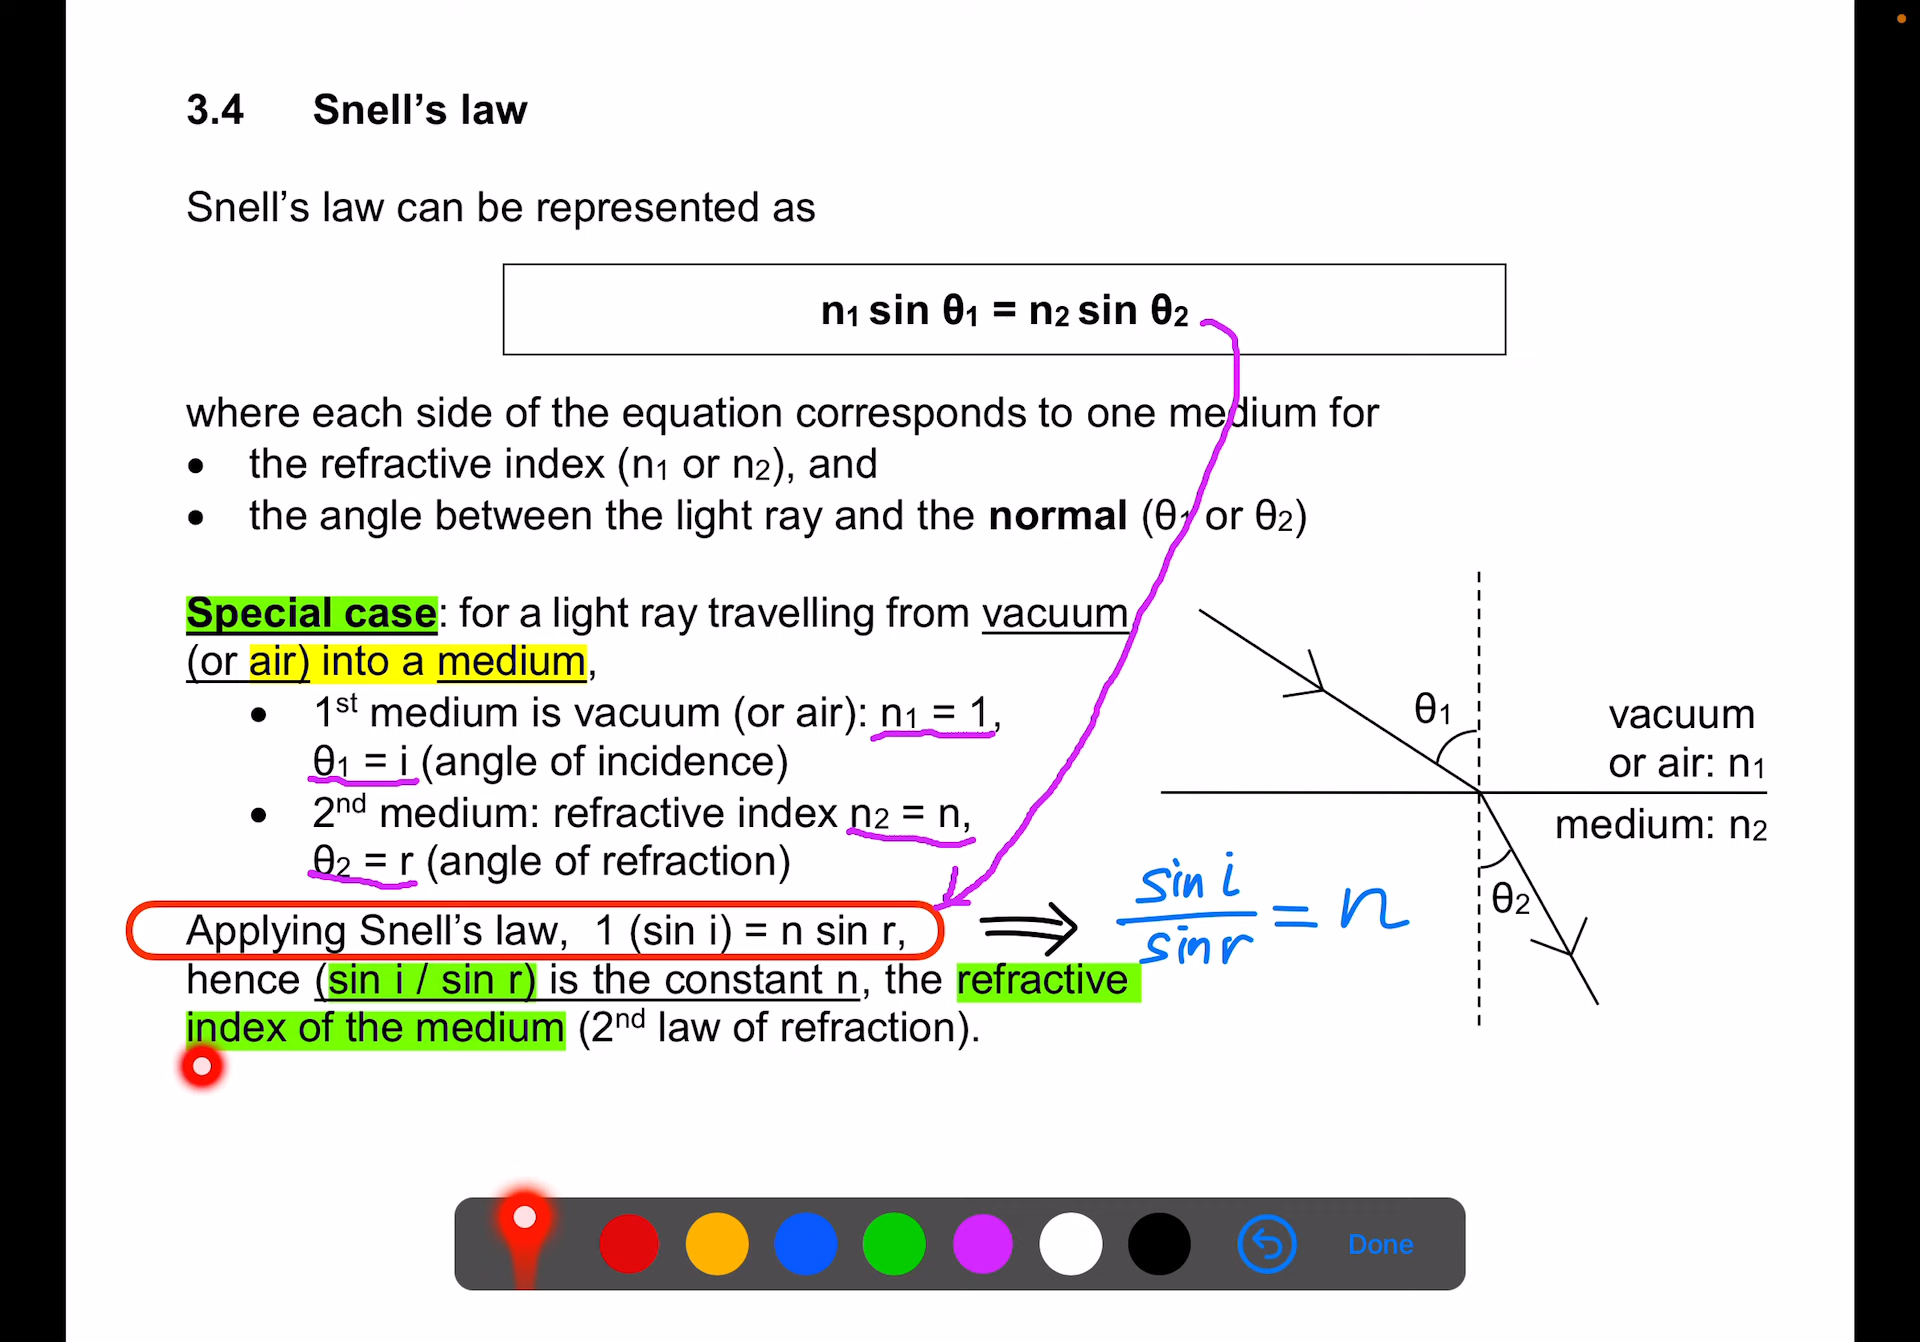 3.4 Snell’s law
Snell’s law can be represented as
n1 sin θ1 = n2 sin θ2
where each side of the equation corresponds to one medium for
• the refractive index (n1 or n2), and
• the angle between the light ray and the normal (θ1 or θ2)
Special case: for a light ray travelling from vacuum
(or air) into a medium,
• 1st medium is vacuum (or air): n1 = 1,
θ1 = i (angle of incidence)
• 2nd medium: refractive index n2 = n,
θ2 = r (angle of refraction)
Applying Snell’s law, 1 (sin i) = n sin r,
hence (sin i / sin r) is the constant n, the refractive
index of the medium (2nd law of refraction).
⇒ sin i / sin r = n
θ1
vacuum
or air: n1
medium: n2
θ2
Done